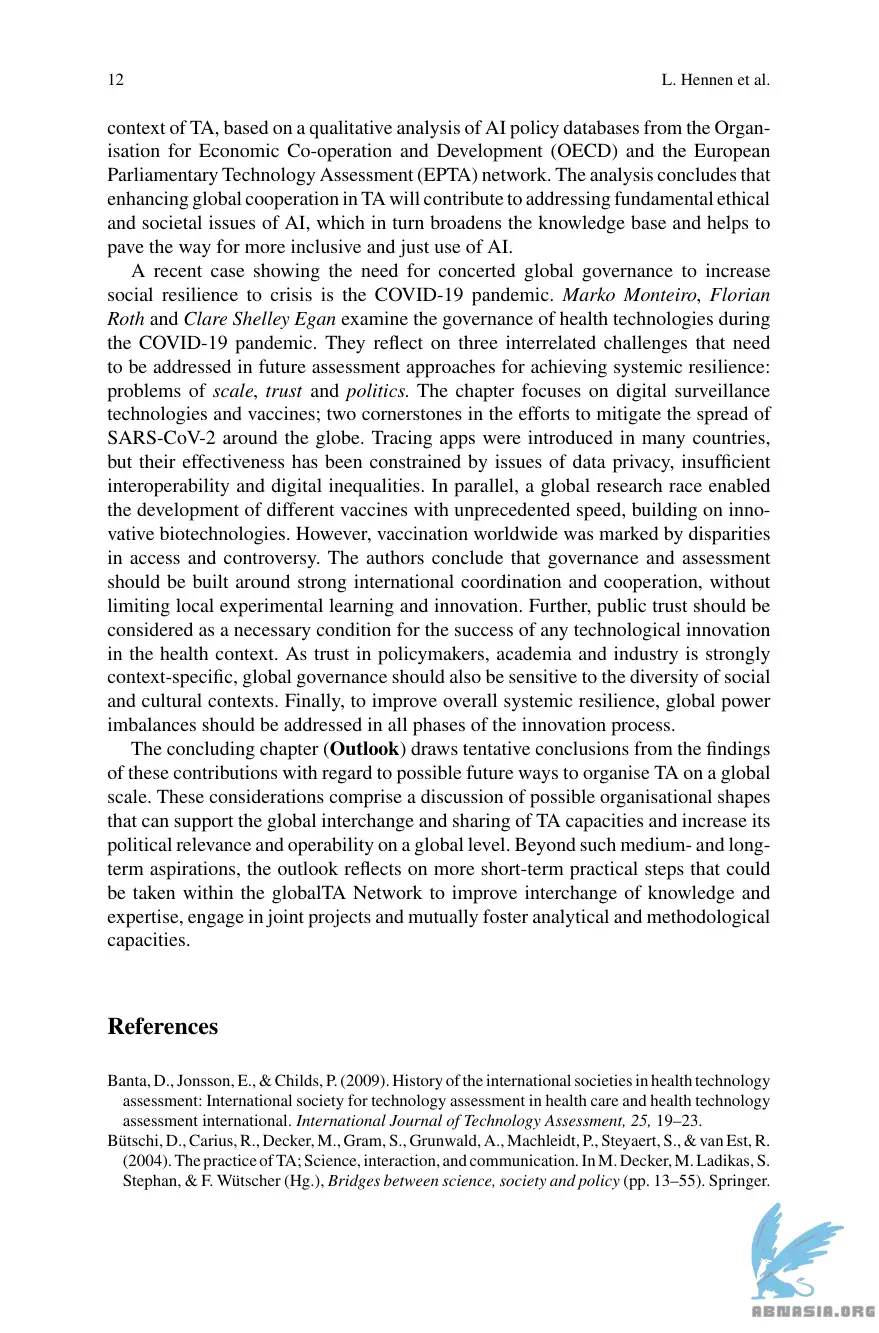 12
L. Hennen et al.
context of TA, based on a qualitative analysis of AI policy databases from the Organ-
isation for Economic Co-operation and Development (OECD) and the European
Parliamentary Technology Assessment (EPTA) network. The analysis concludes that
enhancing global cooperation in TA will contribute to addressing fundamental ethical
and societal issues of AI, which in turn broadens the knowledge base and helps to
pave the way for more inclusive and just use of AI.
A recent case showing the need for concerted global governance to increase
social resilience to crisis is the COVID-19 pandemic. Marko Monteiro, Florian
Roth and Clare Shelley Egan examine the governance of health technologies during
the COVID-19 pandemic. They reflect on three interrelated challenges that need
to be addressed in future assessment approaches for achieving systemic resilience:
problems of scale, trust and politics. The chapter focuses on digital surveillance
technologies and vaccines; two cornerstones in the efforts to mitigate the spread of
SARS-CoV-2 around the globe. Tracing apps were introduced in many countries,
but their effectiveness has been constrained by issues of data privacy, insufficient
interoperability and digital inequalities. In parallel, a global research race enabled
the development of different vaccines with unprecedented speed, building on inno-
vative biotechnologies. However, vaccination worldwide was marked by disparities
in access and controversy. The authors conclude that governance and assessment
should be built around strong international coordination and cooperation, without
limiting local experimental learning and innovation. Further, public trust should be
considered as a necessary condition for the success of any technological innovation
in the health context. As trust in policymakers, academia and industry is strongly
context-specific, global governance should also be sensitive to the diversity of social
and cultural contexts. Finally, to improve overall systemic resilience, global power
imbalances should be addressed in all phases of the innovation process.
The concluding chapter (Outlook) draws tentative conclusions from the findings
of these contributions with regard to possible future ways to organise TA on a global
scale. These considerations comprise a discussion of possible organisational shapes
that can support the global interchange and sharing of TA capacities and increase its
political relevance and operability on a global level. Beyond such medium- and long-
term aspirations, the outlook reflects on more short-term practical steps that could
be taken within the globalTA Network to improve interchange of knowledge and
expertise, engage in joint projects and mutually foster analytical and methodological
capacities.
References
Banta, D., Jonsson, E., & Childs, P. (2009). History of the international societies in health technology
assessment: International society for technology assessment in health care and health technology
assessment international. International Journal of Technology Assessment, 25, 19–23.
Bütschi, D., Carius, R., Decker, M., Gram, S., Grunwald, A., Machleidt, P., Steyaert, S., & van Est, R.
(2004). The practice of TA; Science, interaction, and communication. In M. Decker, M. Ladikas, S.
Stephan, & F. Wütscher (Hg.), Bridges between science, society and policy (pp. 13–55). Springer.
ABNASIA.ORG